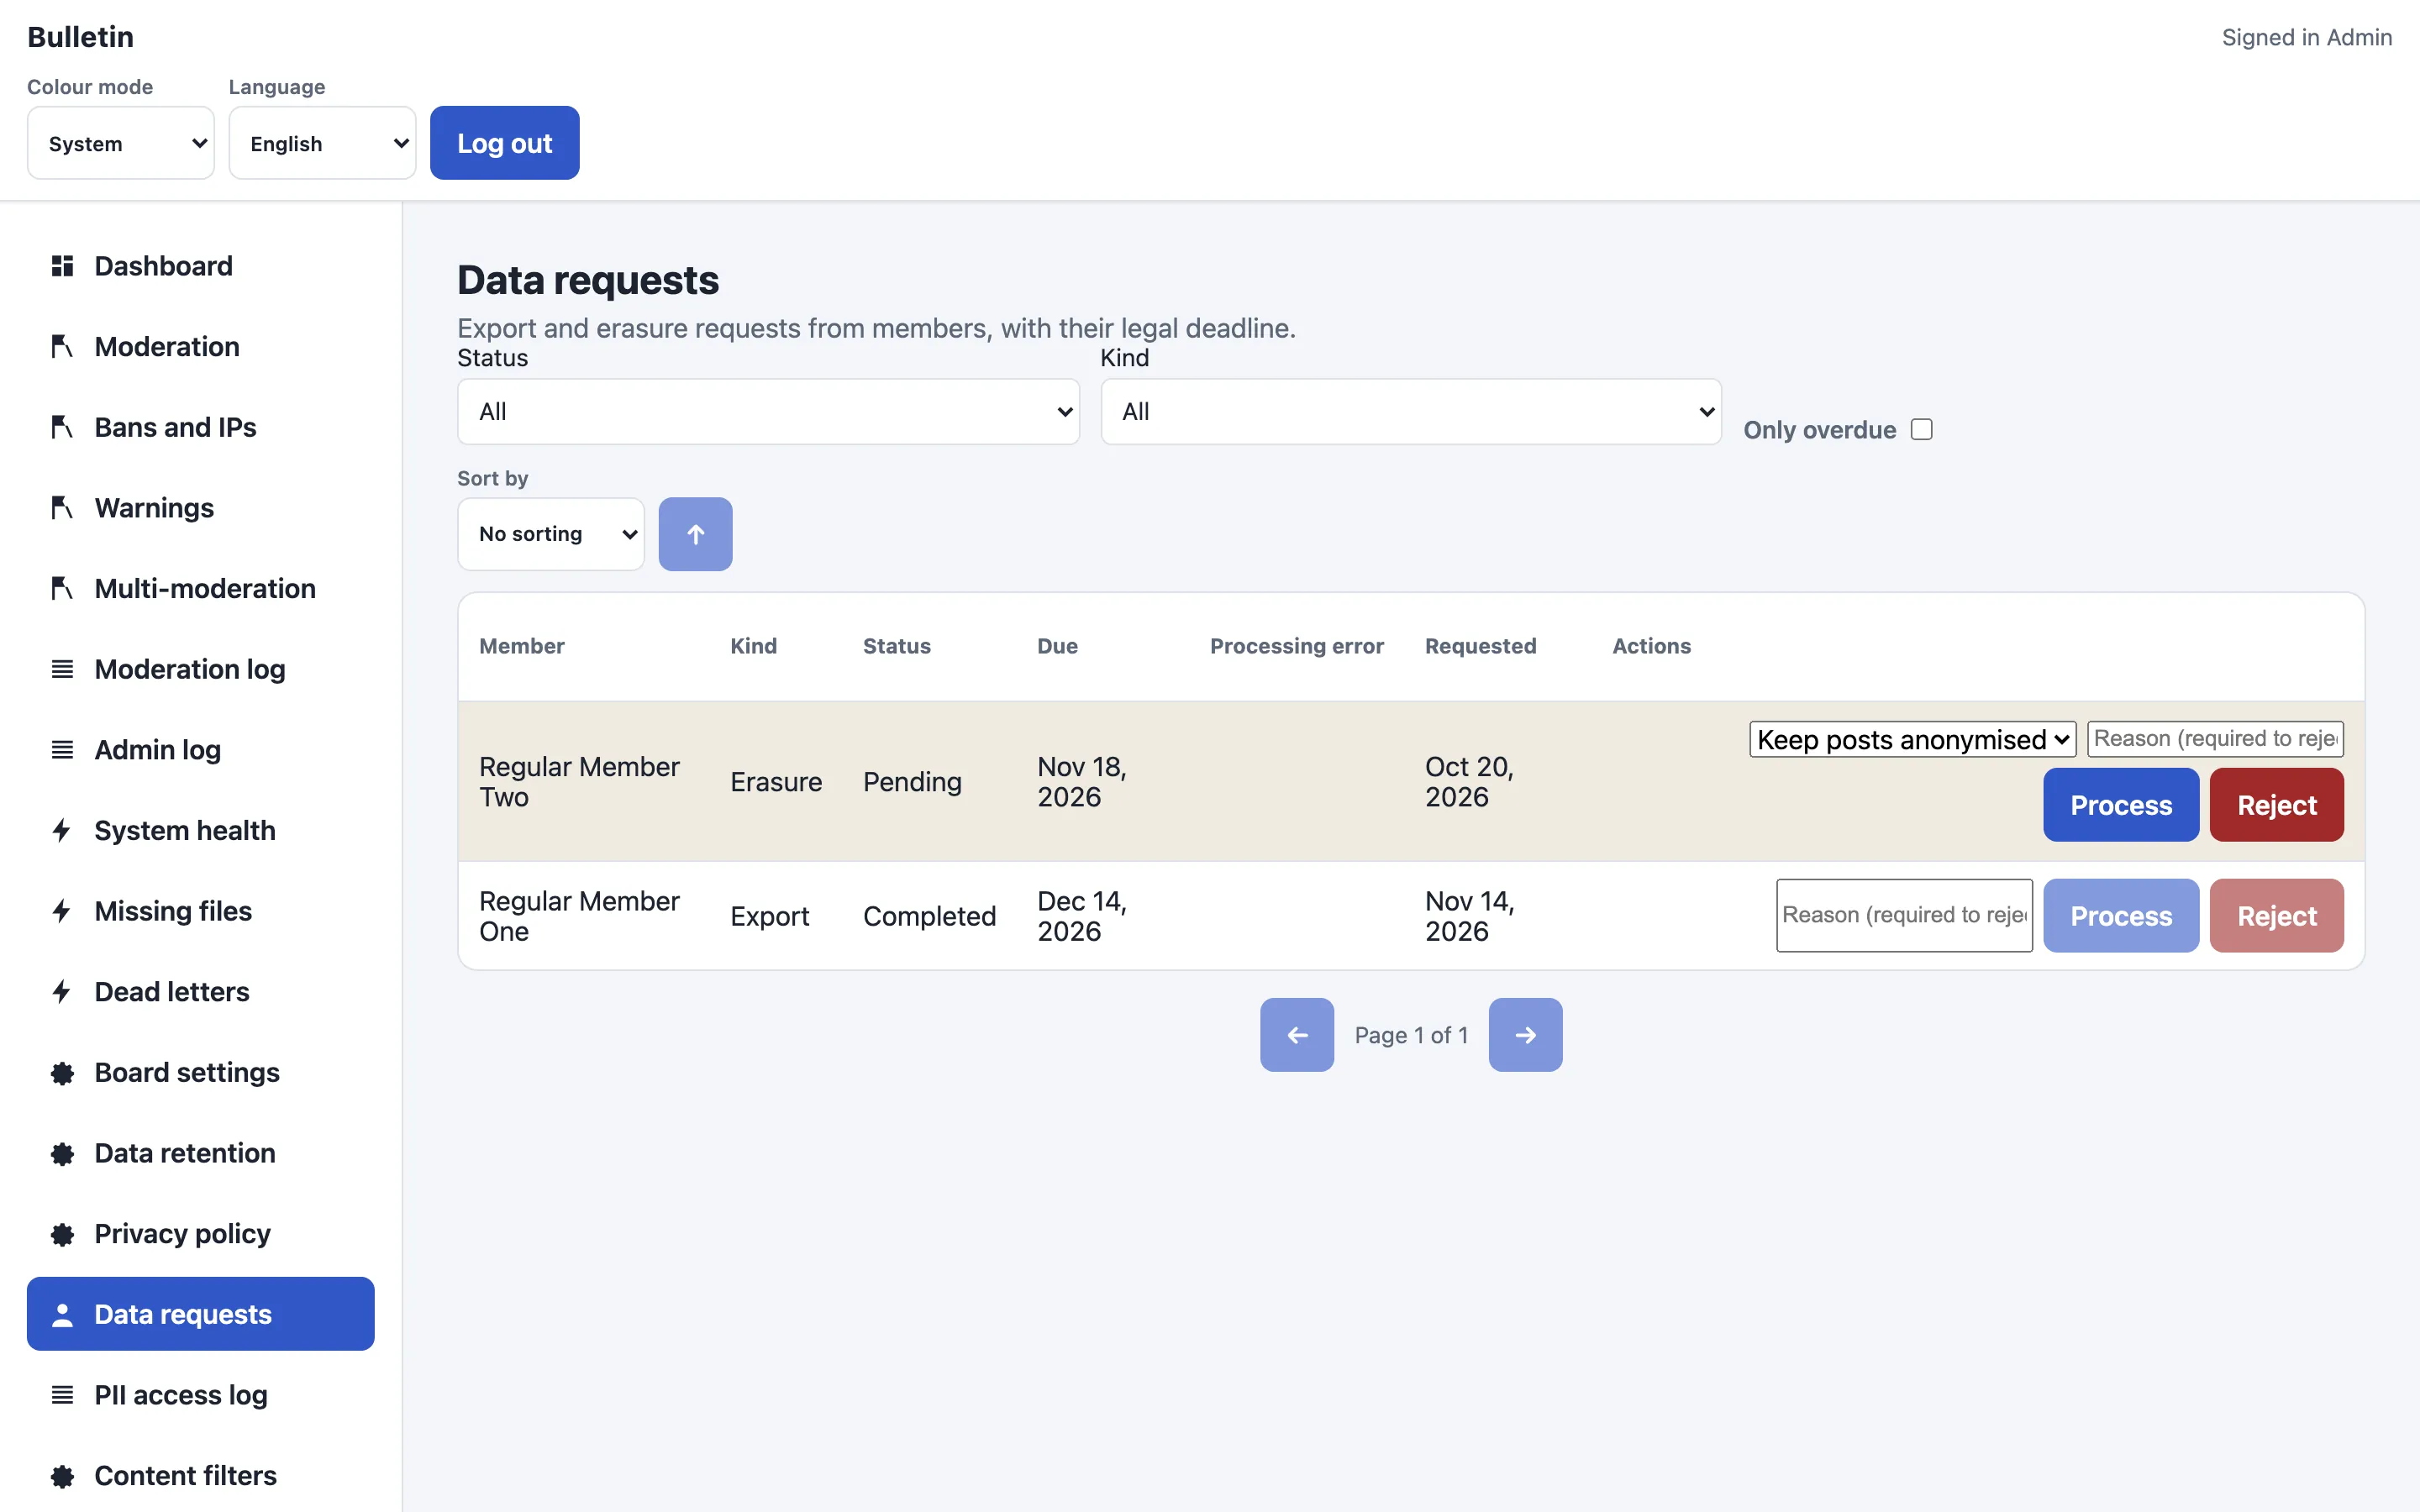 Bulletin
Signed in Admin
Colour mode
Language
System
English
Log out
Dashboard
Moderation
Bans and IPs
Warnings
Multi-moderation
Moderation log
Admin log
System health
Missing files
Dead letters
Board settings
Data retention
Privacy policy
Data requests
PII access log
Content filters
Data requests
Export and erasure requests from members, with their legal deadline.
Status
Kind
All
All
Only overdue
Sort by
No sorting
Member Kind Status Due Processing error Requested Actions
Regular Member Two Erasure Pending Nov 18, 2026 Oct 20, 2026 Keep posts anonymised Reason (required to reje
Process Reject
Regular Member One Export Completed Dec 14, 2026 Nov 14, 2026 Reason (required to reje Process Reject
Page 1 of 1